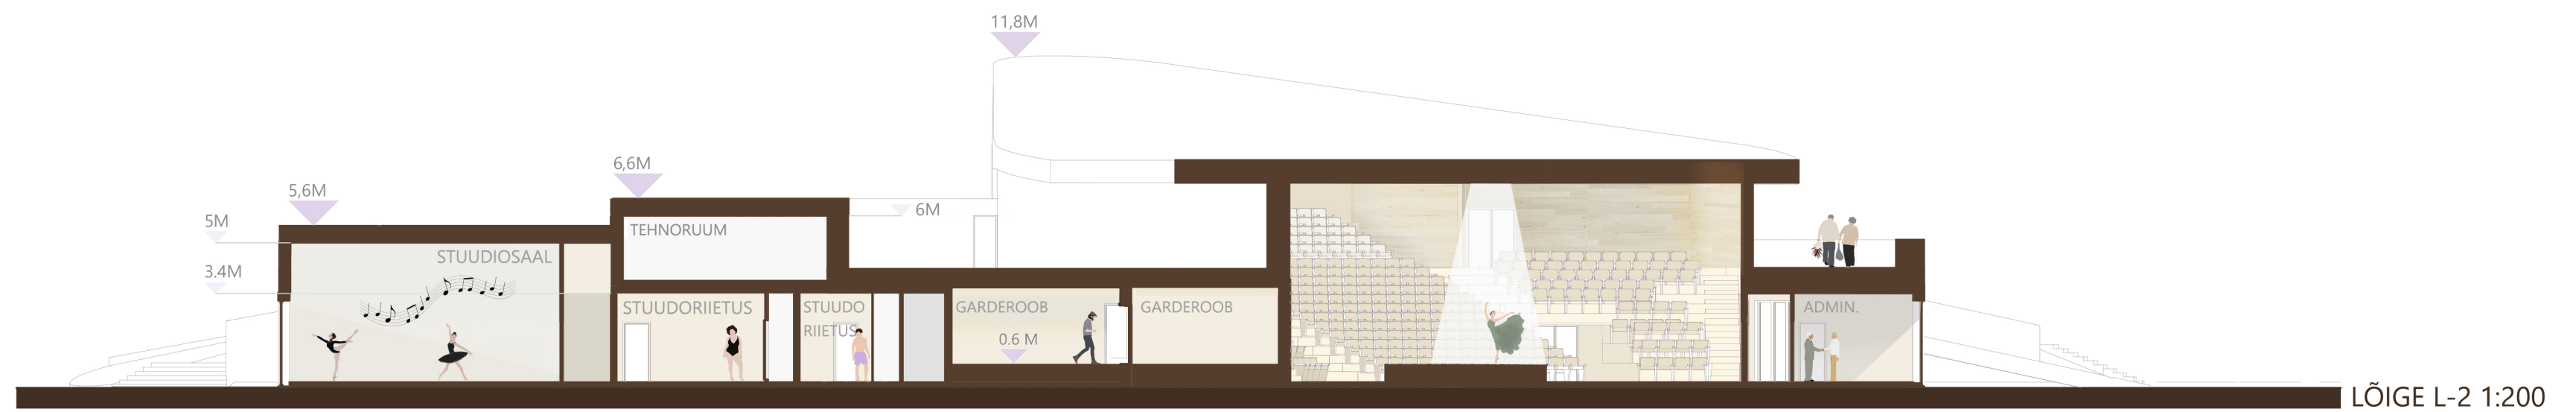 11,8M
6,6M
5,6M
5M
6M
TEHNORUUM
STUUDIOSAAL
3.4M
STUUDORIIETUS
STUUDO
RIIETUS
GARDEROOB
GARDEROOB
ADMIN.
0.6 M
LÕIGE L-2 1:200